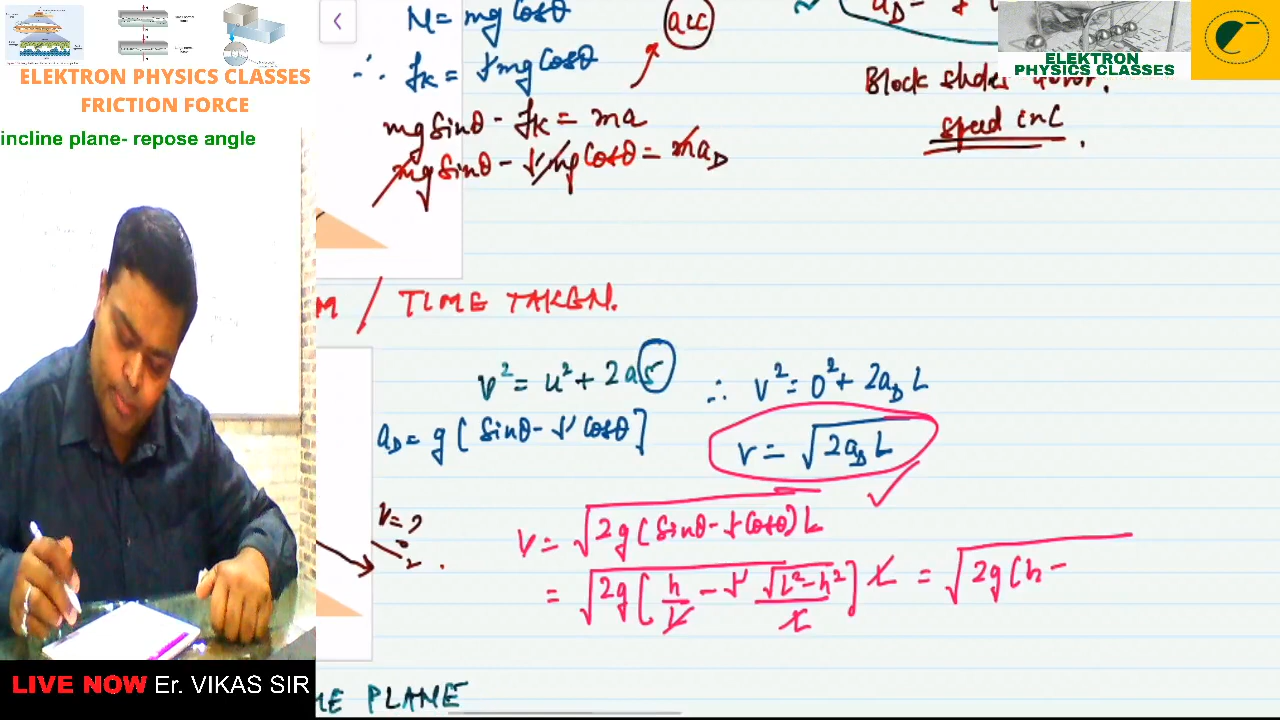 ELEKTRON PHYSICS CLASSES
FRICTION FORCE
incline plane- repose angle
ELEKTRON
PHYSICS CLASSES
N = mg Cosθ
acc
∴ fK = μmg Cosθ
mg Sinθ - fK = ma
mg Sinθ - μmg Cosθ = maD
Block slides down.
speed inc.
/ TIME TAKEN.
v² = u² + 2as
∴ v² = 0² + 2aD L
aD = g [ Sinθ - μ Cosθ ]
v = √2aD L
v = ?
V = √2g (Sinθ - μ Cosθ) L
= √2g [ h/L - μ √L²-h²/L ] L = √2g (h -
PLANE
LIVE NOW Er. VIKAS SIR